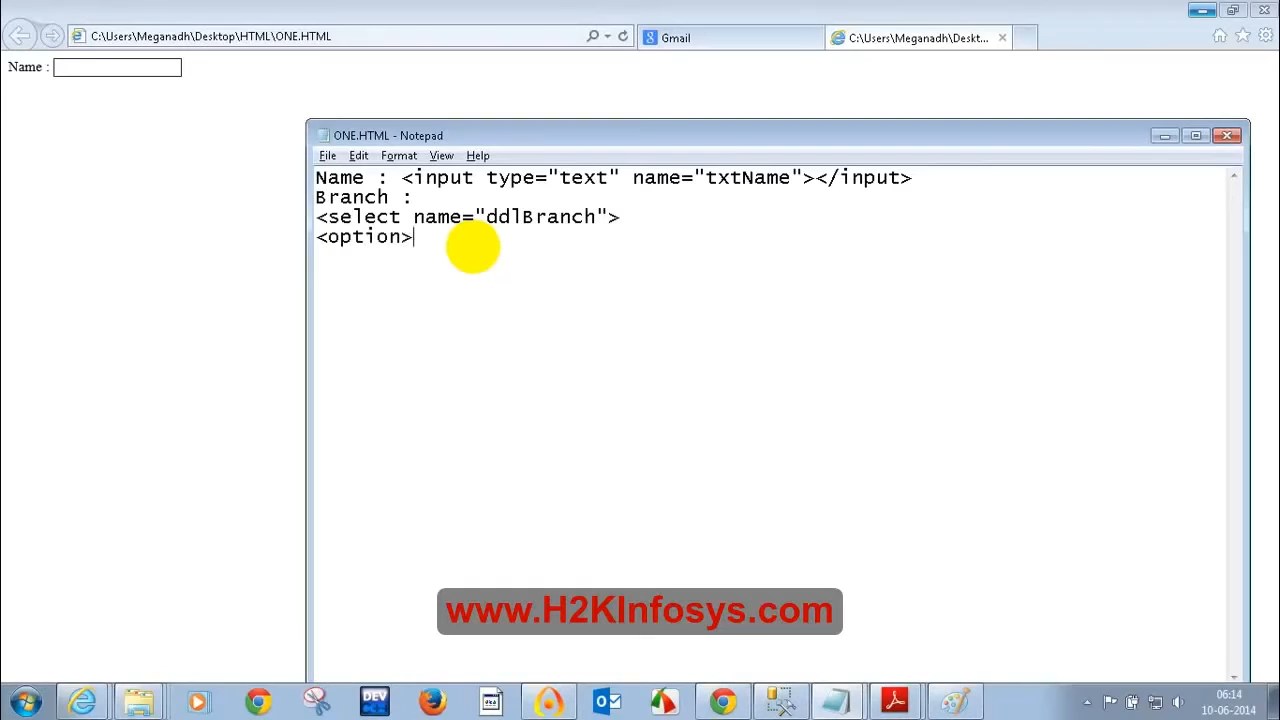 C:\Users\Meganadh\Desktop\HTML\ONE.HTML
Gmail
C:\Users\Meganadh\Deskt...
Name :
ONE.HTML - Notepad
File Edit Format View Help
Name : <input type="text" name="txtName"></input>
Branch :
<select name="ddlBranch">
<option>
www.H2KInfosys.com
DEV
06:14
10-06-2014